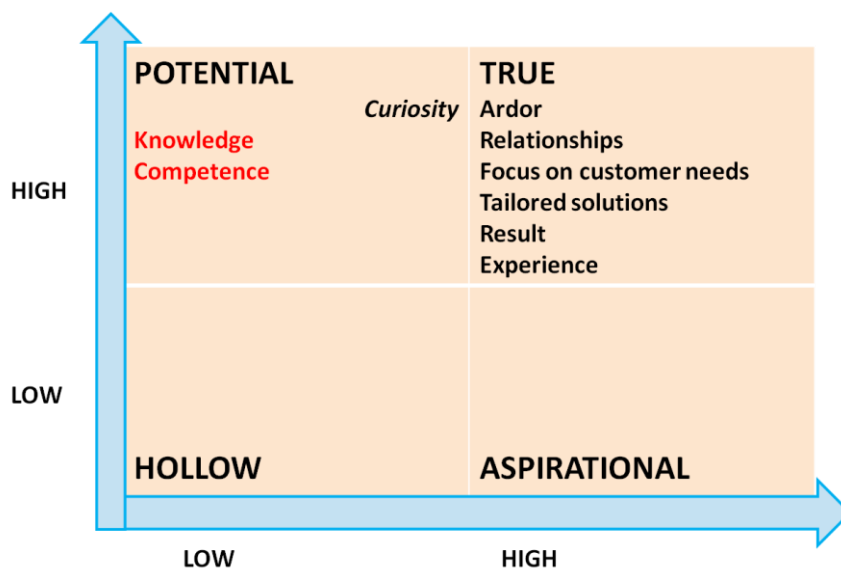 POTENTIAL
TRUE
Curiosity
Ardor
Knowledge
Relationships
Competence
Focus on customer needs
HIGH
Tailored solutions
Result
Experience
LOW
HOLLOW
ASPIRATIONAL
LOW
HIGH